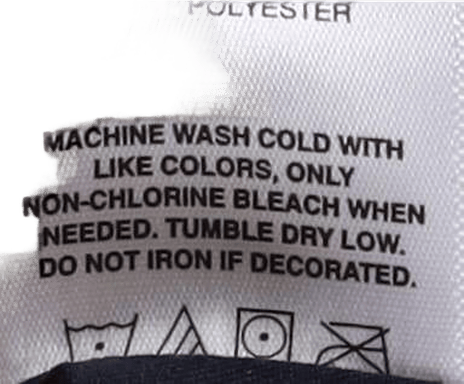 POLYESTER
MACHINE WASH COLD WITH
LIKE COLORS, ONLY
NON-CHLORINE BLEACH WHEN
NEEDED. TUMBLE DRY LOW.
DO NOT IRON IF DECORATED.